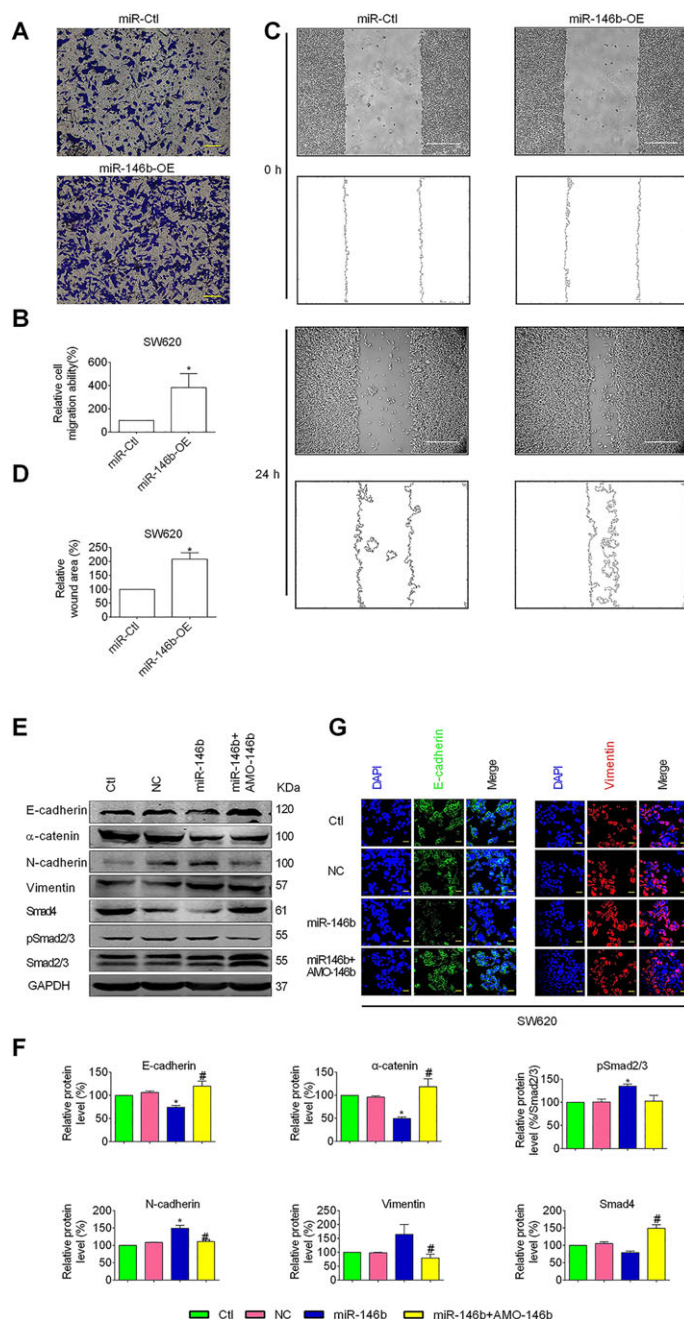 A
miR-Ctl
miR-146b-OE
B
SW620
Relative cell
migration ability(%)
600
400
200
0
miR-Ctl
miR-146b-OE
*
D
SW620
Relative
wound area (%)
250
200
150
100
50
0
miR-Ctl
miR-146b-OE
*
C
miR-Ctl
miR-146b-OE
0 h
24 h
E
Ctl
NC
miR-146b
miR-146b+
AMO-146b
KDa
E-cadherin
120
α-catenin
100
N-cadherin
100
Vimentin
57
Smad4
61
pSmad2/3
55
Smad2/3
55
GAPDH
37
G
DAPI
E-cadherin
Merge
DAPI
Vimentin
Merge
Ctl
NC
miR-146b
miR146b+
AMO-146b
SW620
F
E-cadherin
Relative protein
level (%)
150
100
50
0
*
#
α-catenin
Relative protein
level (%)
150
100
50
0
*
#
pSmad2/3
Relative protein
level (%/Smad2/3)
150
100
50
0
*
N-cadherin
Relative protein
level (%)
200
150
100
50
0
*
#
Vimentin
Relative protein
level (%)
250
200
150
100
50
0
#
Smad4
Relative protein
level (%)
200
150
100
50
0
#
Ctl
NC
miR-146b
miR-146b+AMO-146b